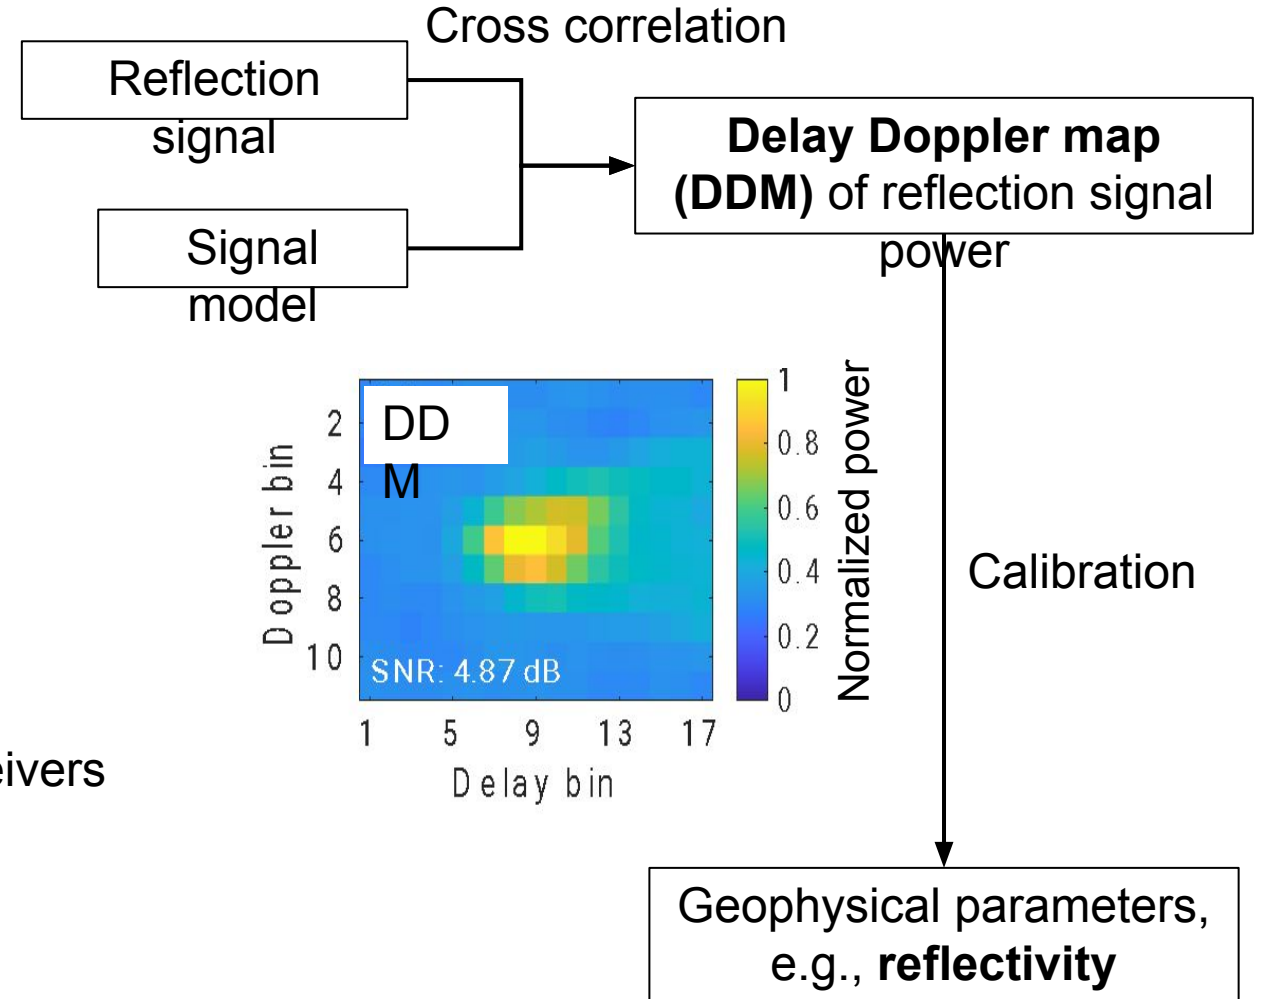 Cross correlation
Reflection
signal
Signal
model
Delay Doppler map
(DDM) of reflection signal
power
DD
M
2
4
6
8
10
Doppler bin
SNR: 4.87 dB
1
5
9
13
17
Delay bin
1
0.8
0.6
0.4
0.2
0
Normalized power
Calibration
eivers
Geophysical parameters,
e.g., reflectivity